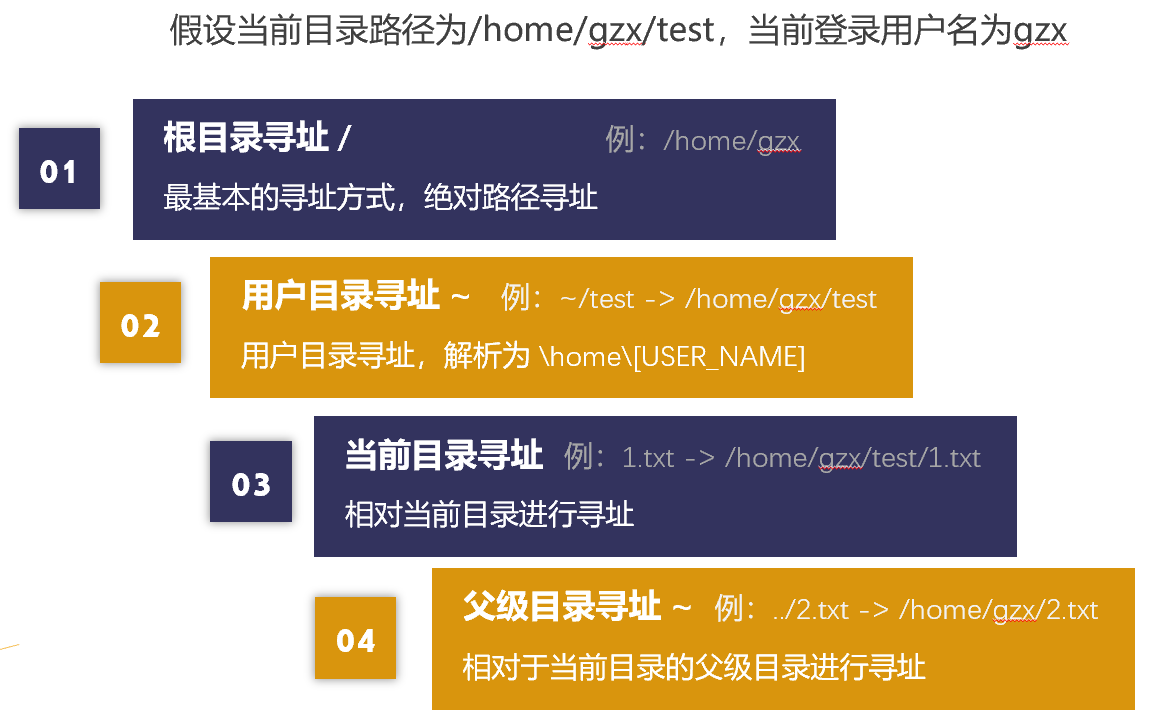 假设当前目录路径为/home/gzx/test，当前登录用户名为gzx
01
根目录寻址 / 例：/home/gzx
最基本的寻址方式，绝对路径寻址
02
用户目录寻址 ~ 例：~/test -> /home/gzx/test
用户目录寻址，解析为 \home\[USER_NAME]
03
当前目录寻址 例：1.txt -> /home/gzx/test/1.txt
相对当前目录进行寻址
04
父级目录寻址 ~ 例：../2.txt -> /home/gzx/2.txt
相对于当前目录的父级目录进行寻址